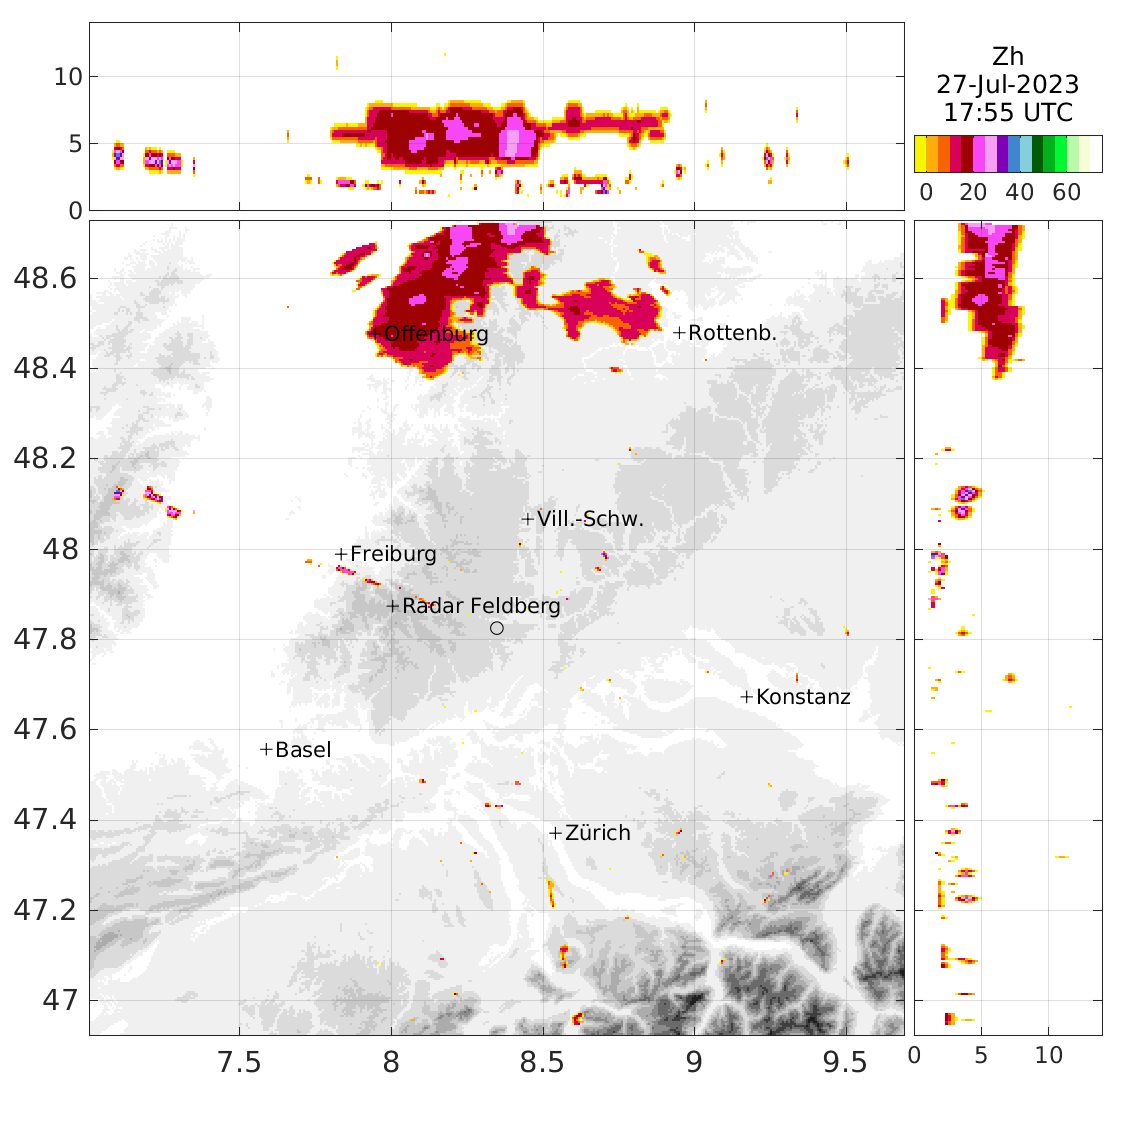 10
5
0
Zh
27-Jul-2023
17:55 UTC
0 20 40 60
48.6
48.4
48.2
48
47.8
47.6
47.4
47.2
47
+Offenburg
+Rottenb.
+Vill.-Schw.
+Freiburg
+Radar Feldberg
+Konstanz
+Basel
+Zürich
7.5 8 8.5 9 9.5
0 5 10